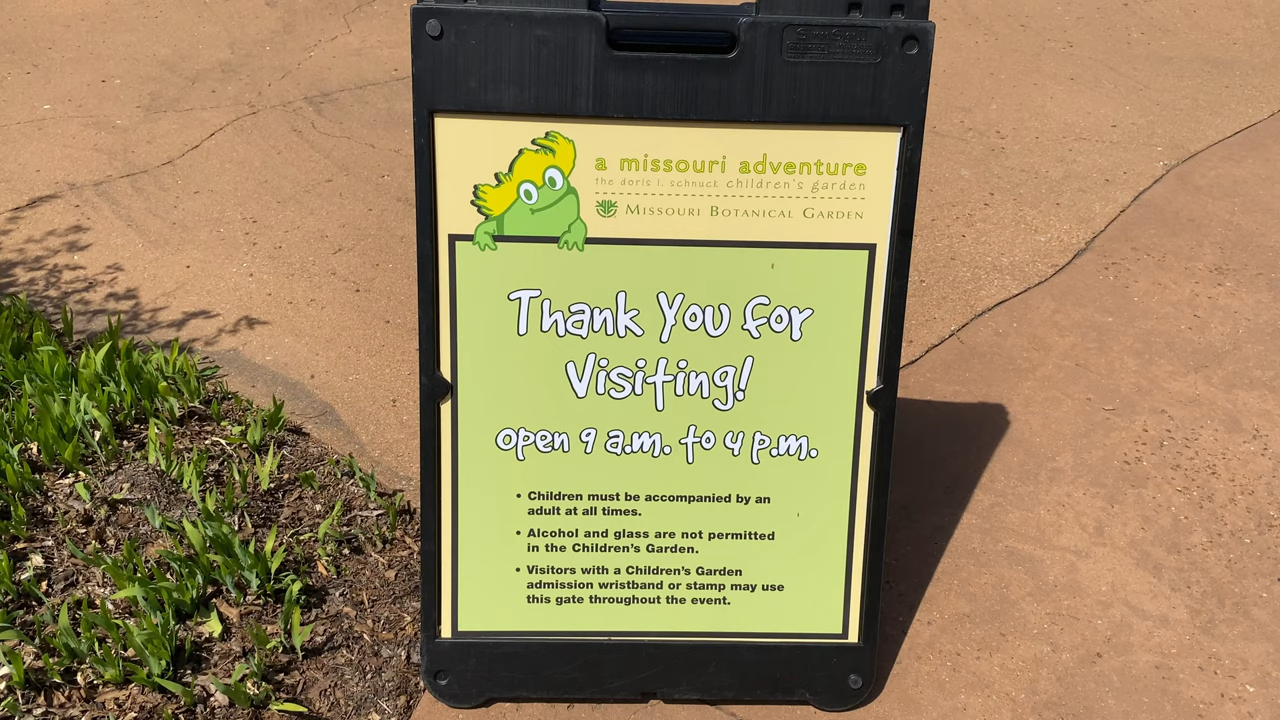 a missouri adventure
the doris i. schnuck children's garden
Missouri Botanical Garden
Thank You for
Visiting!
open 9 a.m. to 4 p.m.
• Children must be accompanied by an
adult at all times.
• Alcohol and glass are not permitted
in the Children's Garden.
• Visitors with a Children's Garden
admission wristband or stamp may use
this gate throughout the event.